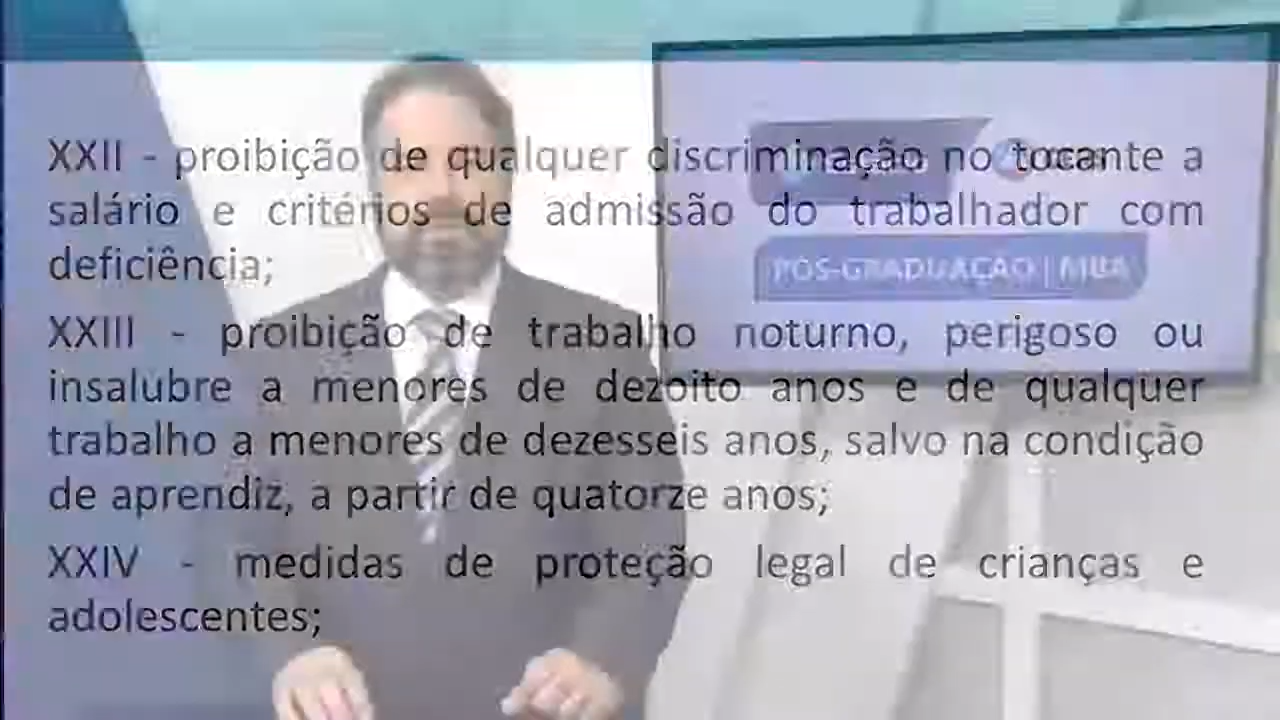 XXII - proibição de qualquer discriminação no tocante a
salário e critérios de admissão do trabalhador com
deficiência;
XXIII - proibição de trabalho noturno, perigoso ou
insalubre a menores de dezoito anos e de qualquer
trabalho a menores de dezesseis anos, salvo na condição
de aprendiz, a partir de quatorze anos;
XXIV - medidas de proteção legal de crianças e
adolescentes;
PÓS-GRADUAÇÃO | MBA